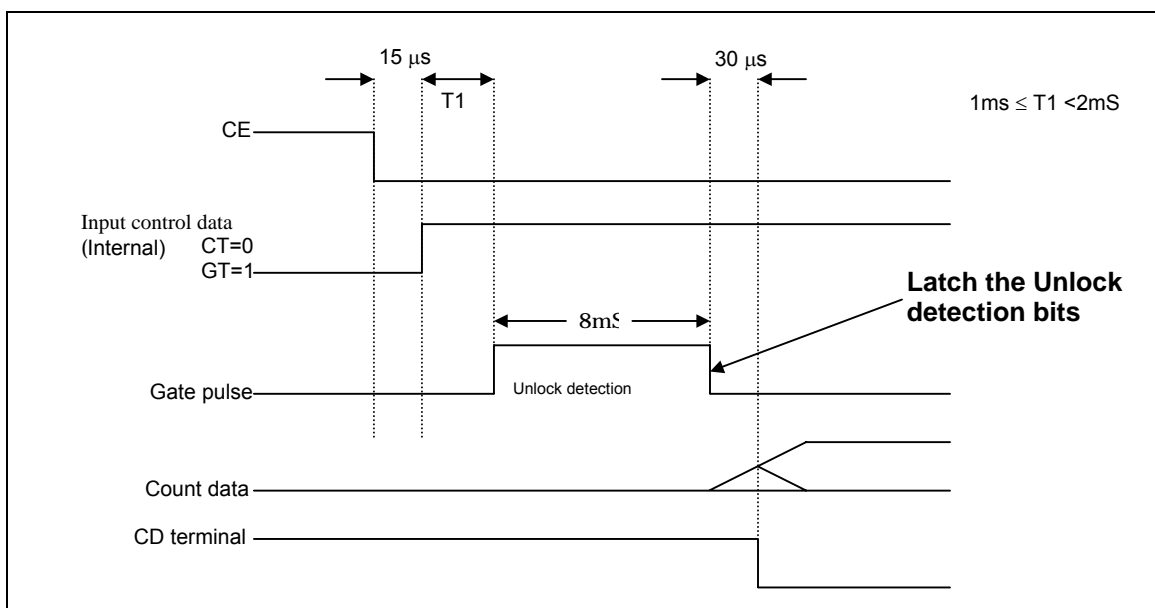 15 μs
30 μs
T1
1ms ≤ T1 <2mS
CE
Input control data
(Internal) CT=0
GT=1
Latch the Unlock
detection bits
8mS
Gate pulse
Unlock detection
Count data
CD terminal